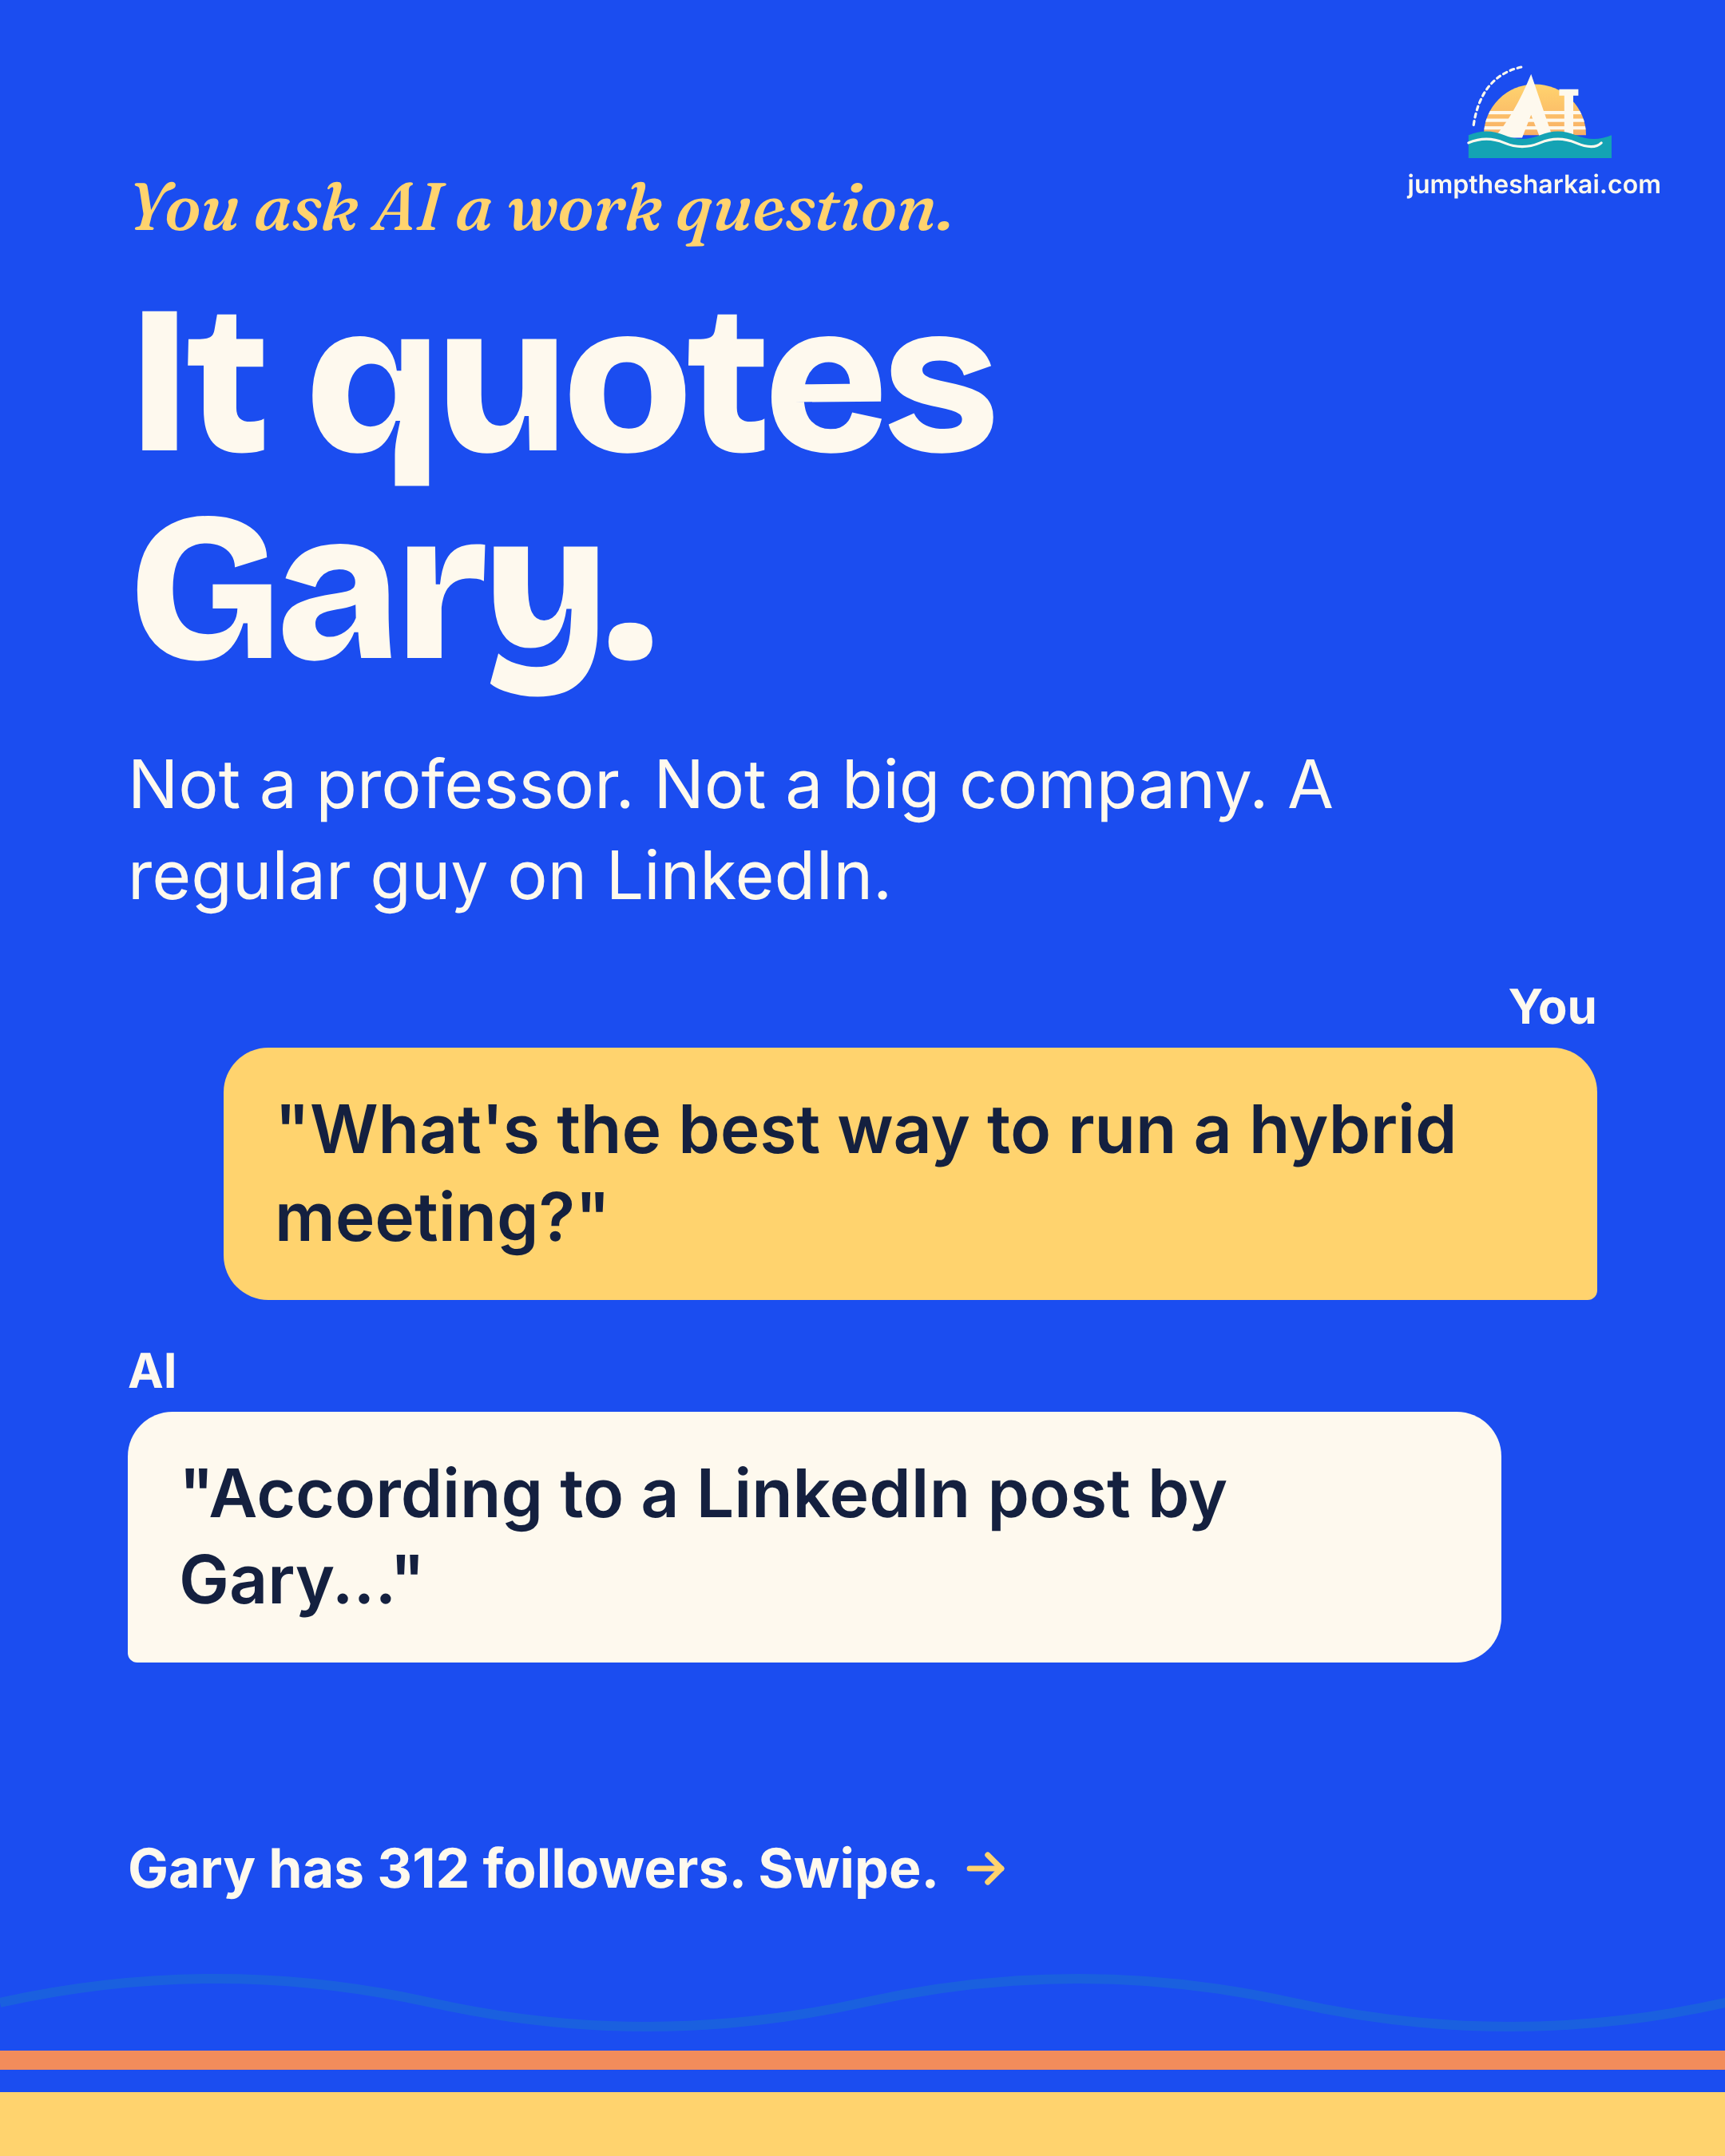 AI
jumpthesharkai.com
You ask AI a work question.
It quotes
Gary.
Not a professor. Not a big company. A
regular guy on LinkedIn.
You
"What's the best way to run a hybrid
meeting?"
AI
"According to a LinkedIn post by
Gary..."
Gary has 312 followers. Swipe. →